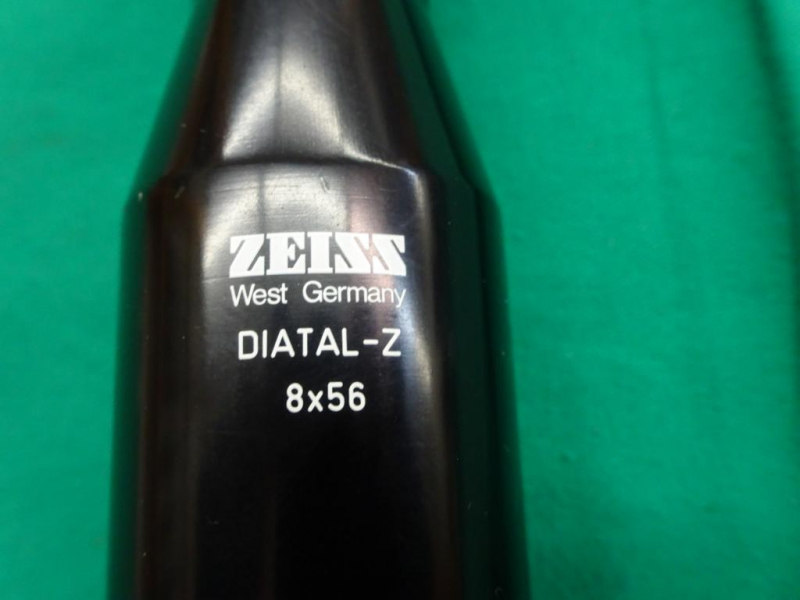 ZEISS
West Germany
DIATAL-Z
8x56